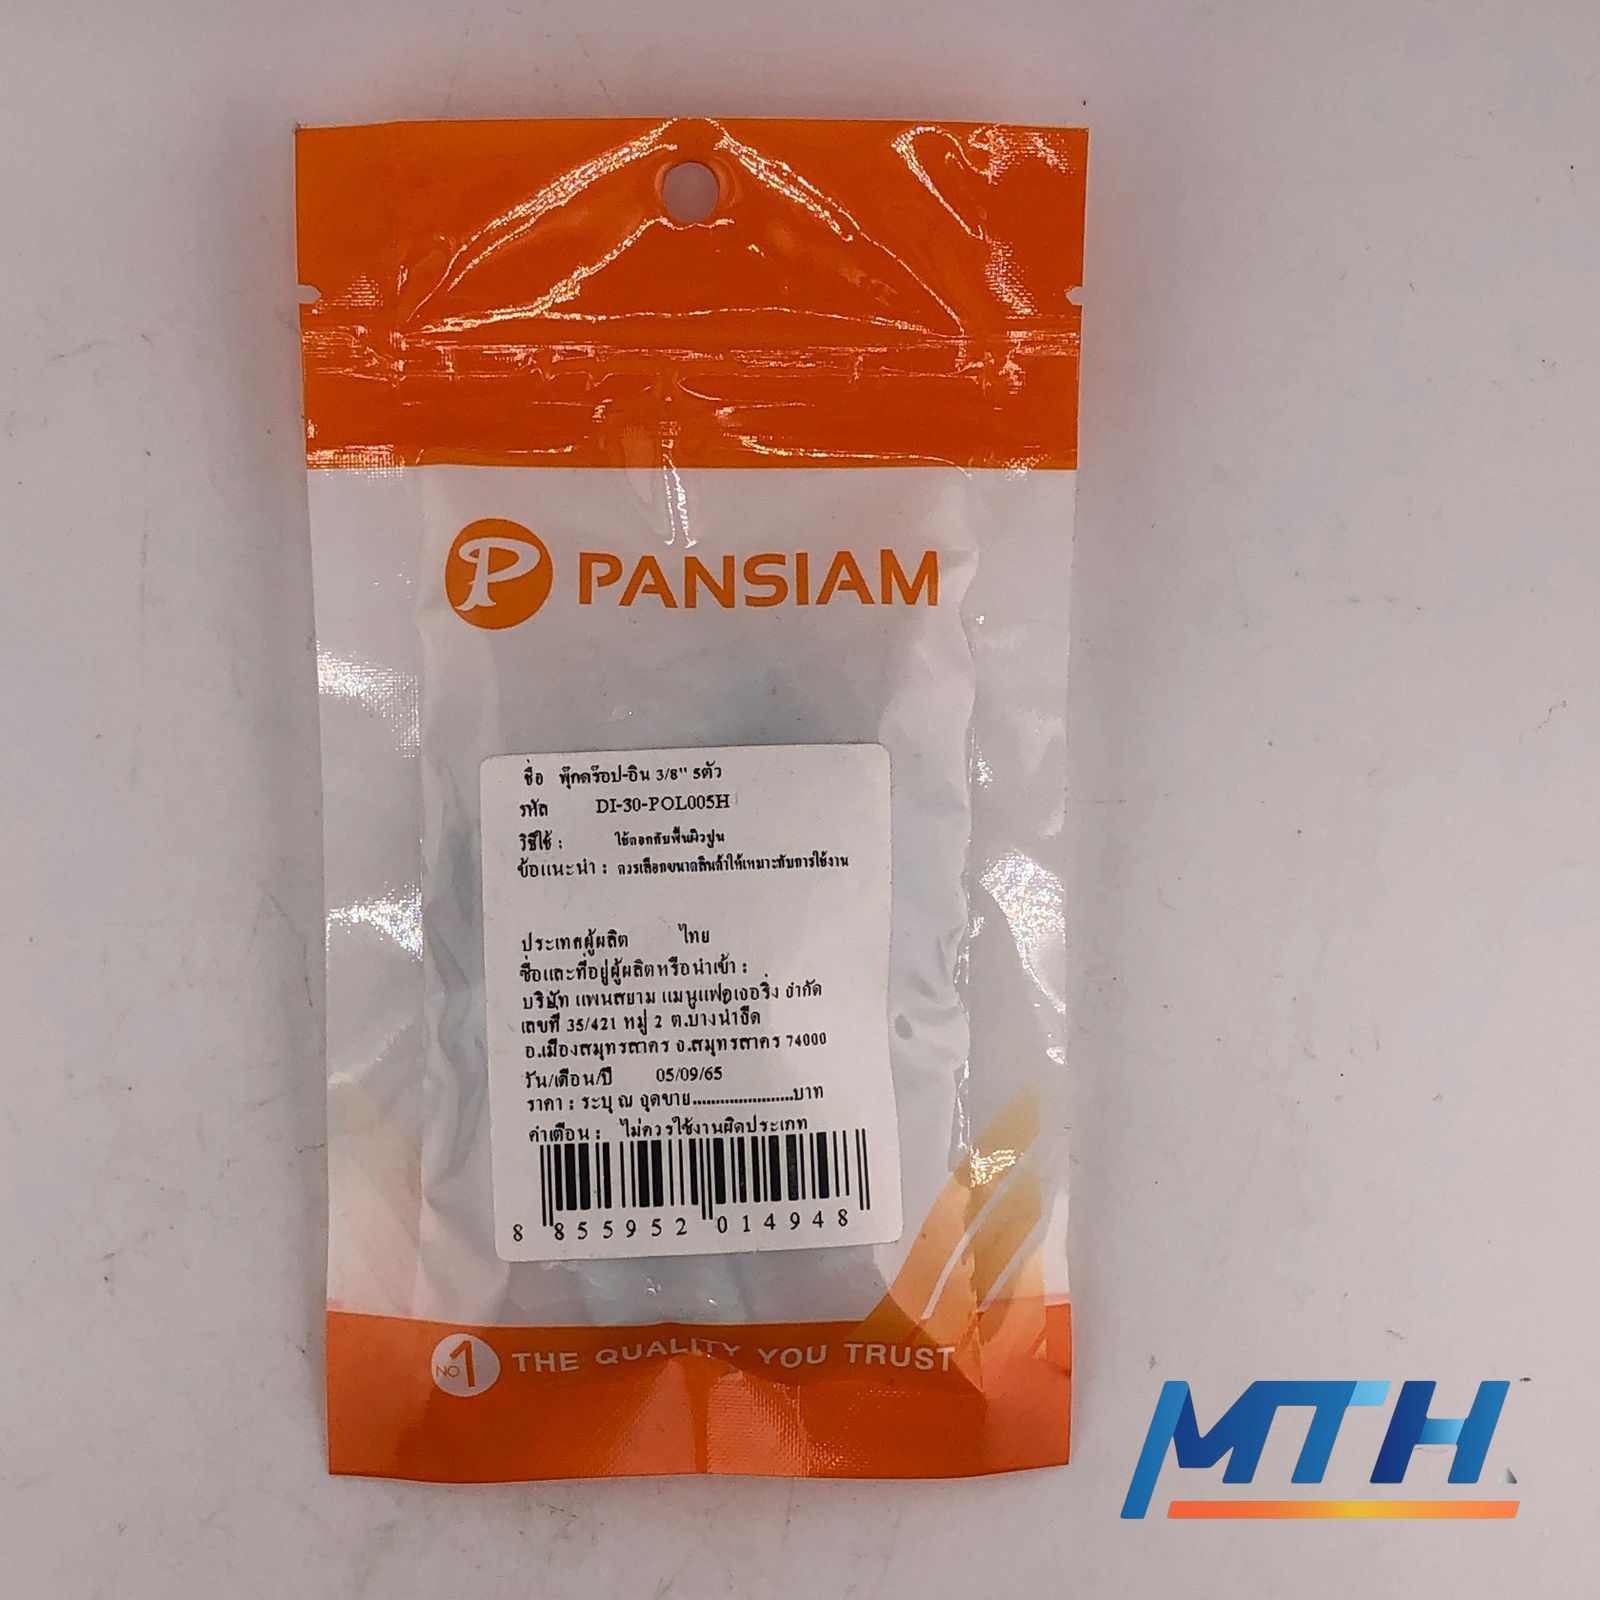 P PANSIAM
ชื่อ พุ๊กดร๊อป-อิน 3/8" 5ตัว
รหัส DI-30-POL005H
วิธีใช้ : ใช้ตอกกับพื้นผิวปูน
ข้อแนะนำ : ควรเลือกขนาดสินค้าให้เหมาะกับการใช้งาน
ประเทศผู้ผลิต ไทย
ชื่อและที่อยู่ผู้ผลิตหรือนำเข้า :
บริษัท แพนสยาม แมนูแฟคเจอริ่ง จำกัด
เลขที่ 35/421 หมู่ 2 ต.บางน้ำจืด
อ.เมืองสมุทรสาคร จ.สมุทรสาคร 74000
วัน/เดือน/ปี 05/09/65
ราคา : ระบุ ณ จุดขาย......................บาท
คำเตือน : ไม่ควรใช้งานผิดประเภท
8 855952 014948
NO1 THE QUALITY YOU TRUST
MTH